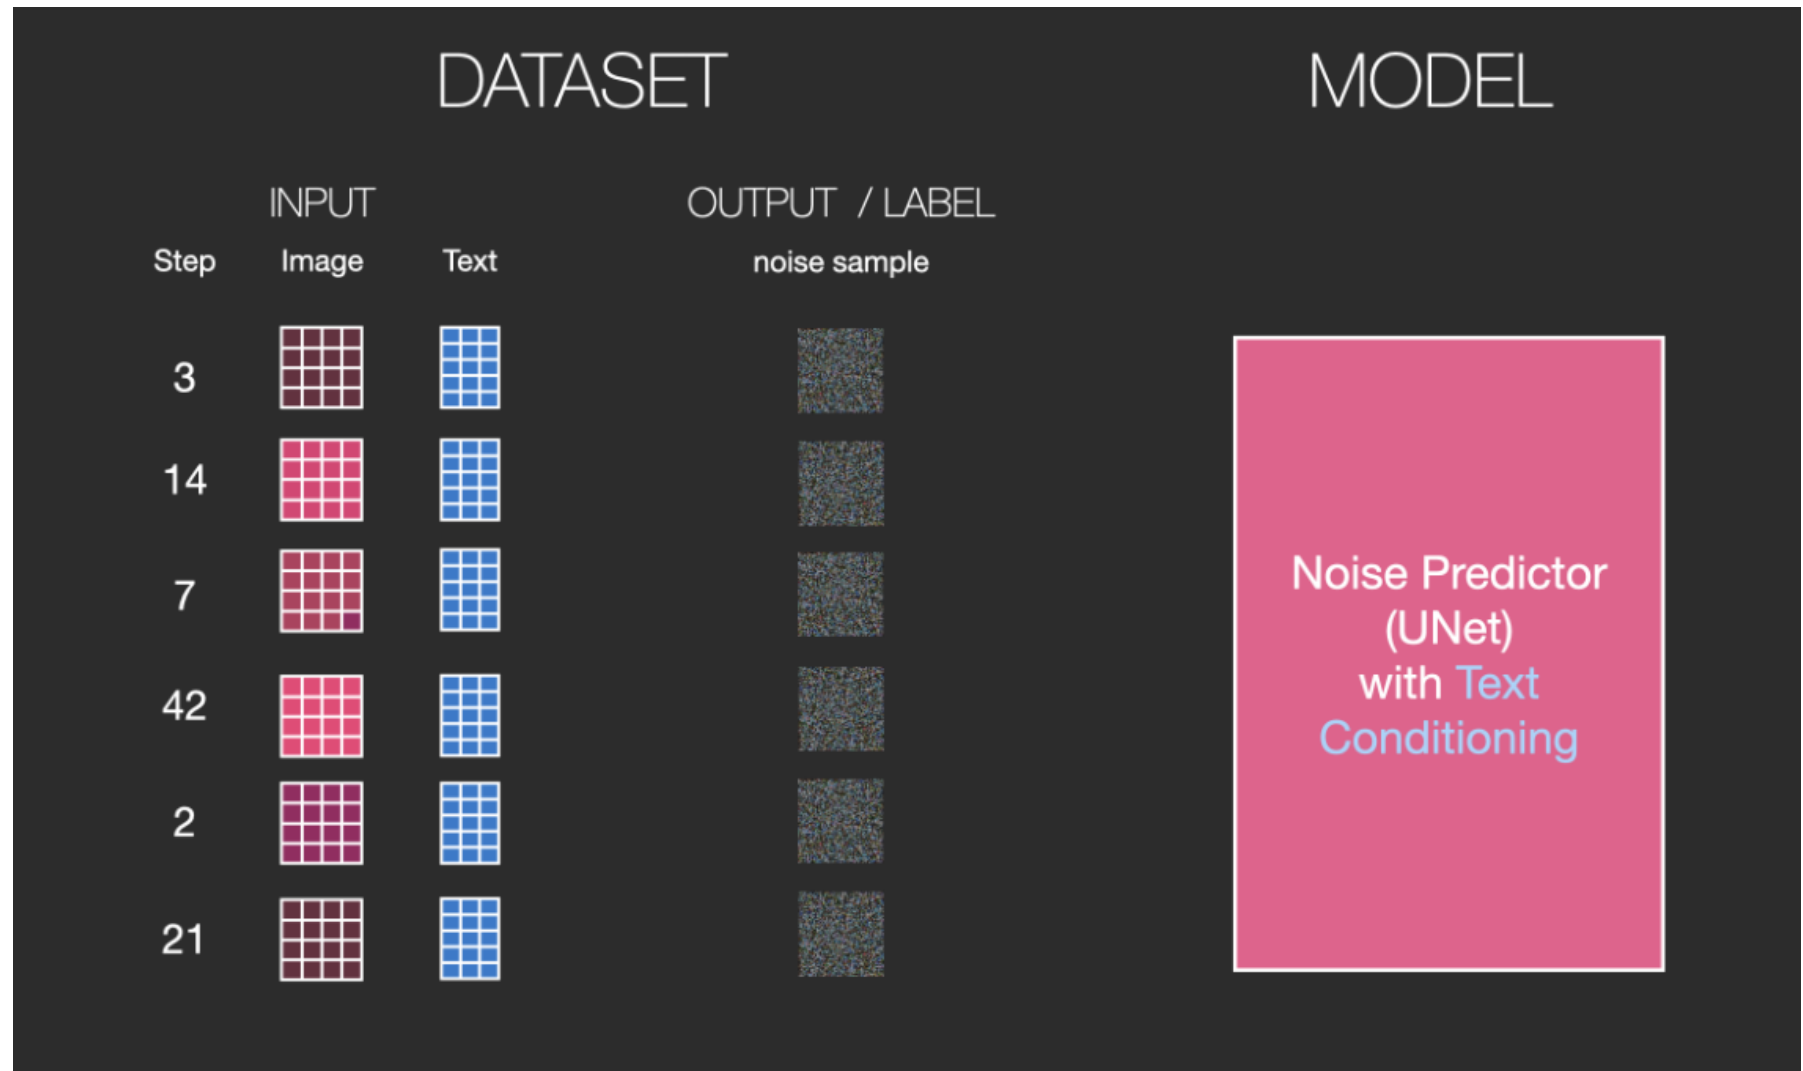 DATASET
MODEL
INPUT
OUTPUT / LABEL
Step Image Text
noise sample
3
14
7
42
2
21
Noise Predictor
(UNet)
with Text
Conditioning